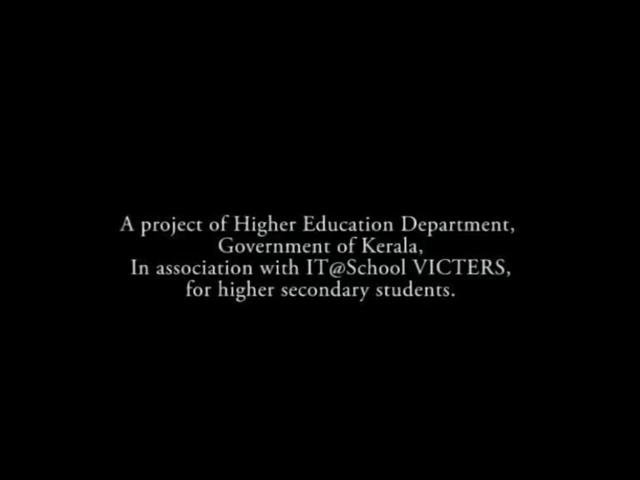 A project of Higher Education Department,
Government of Kerala,
In association with IT@School VICTERS,
for higher secondary students.